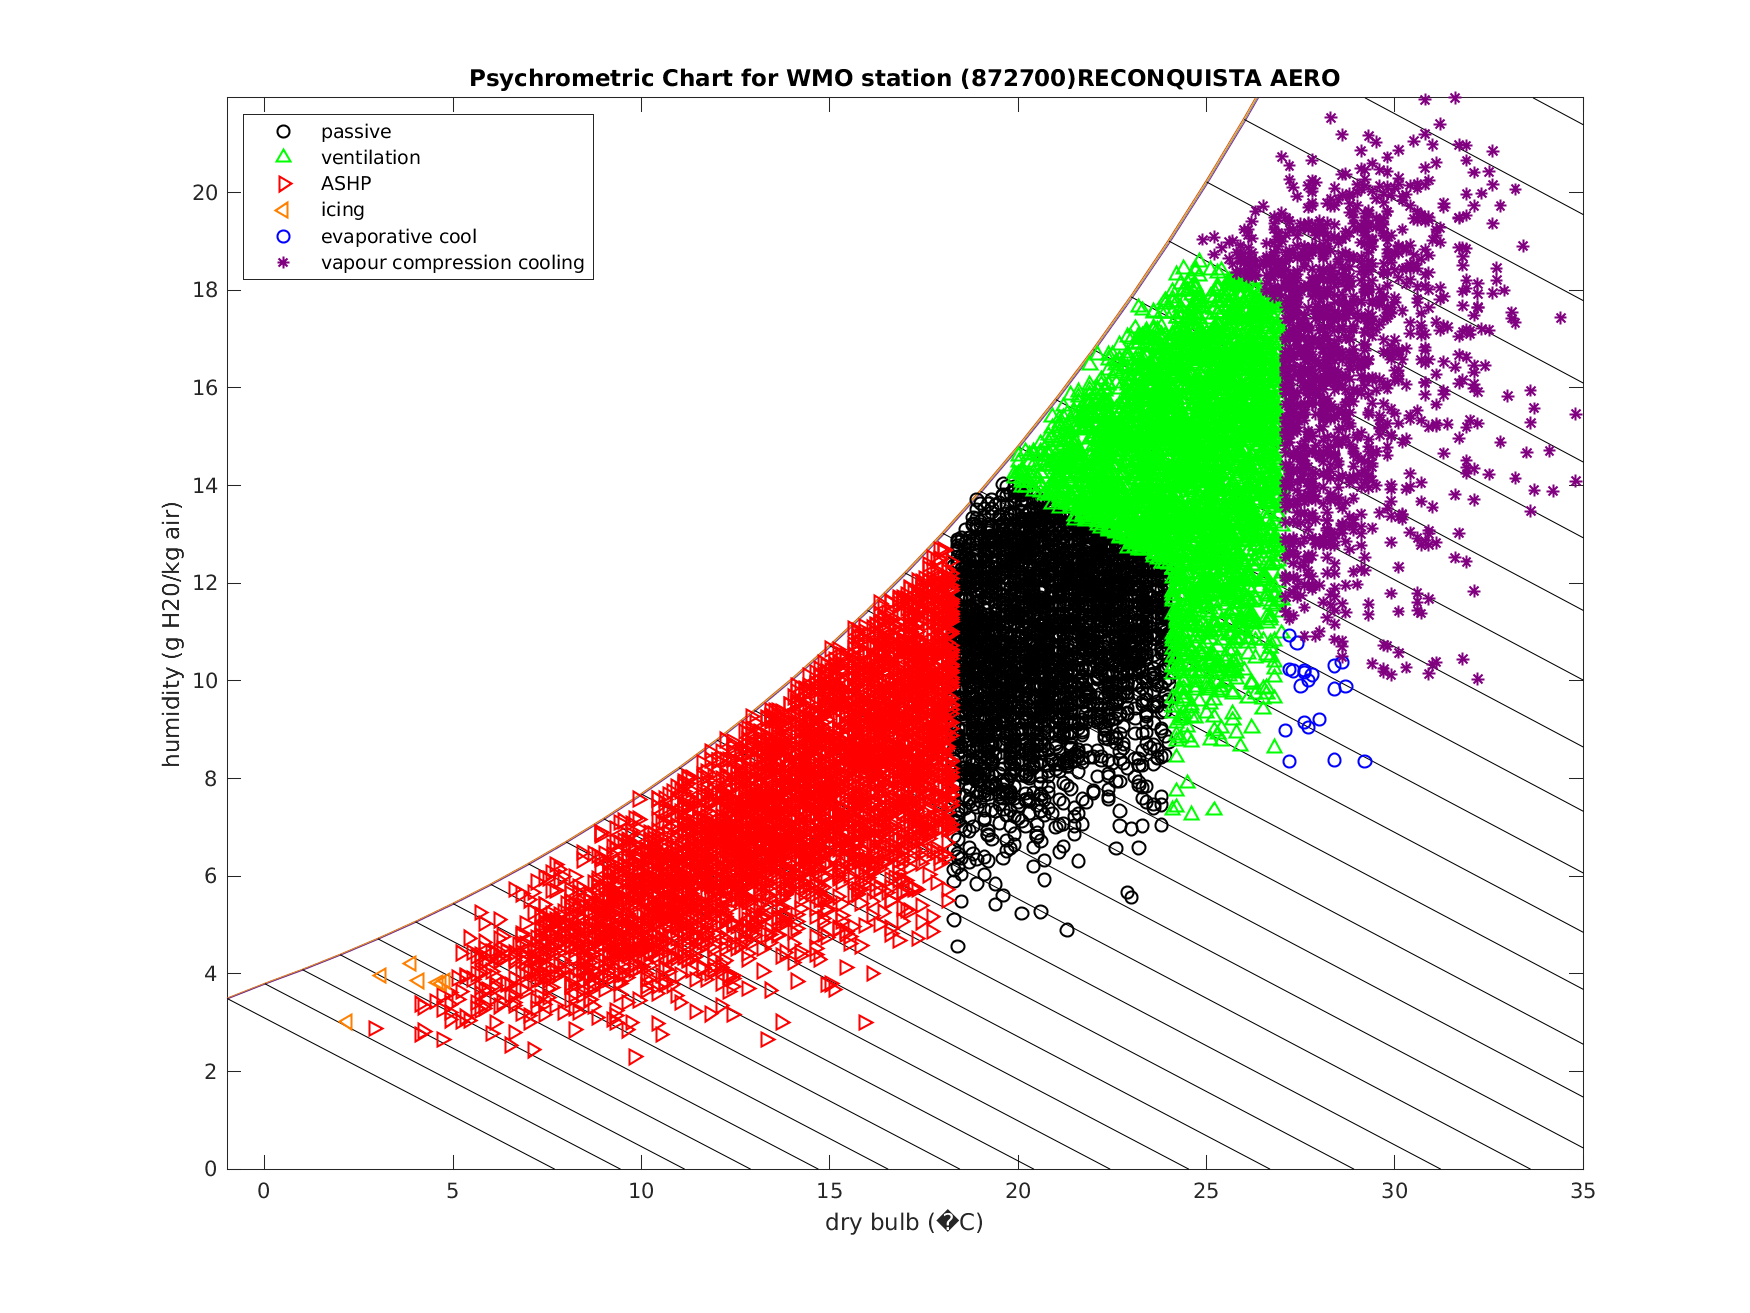 Psychrometric Chart for WMO station (872700)RECONQUISTA AERO
passive
ventilation
ASHP
icing
evaporative cool
vapour compression cooling
humidity (g H20/kg air)
20
18
16
14
12
10
8
6
4
2
0
0 5 10 15 20 25 30 35
dry bulb (�C)